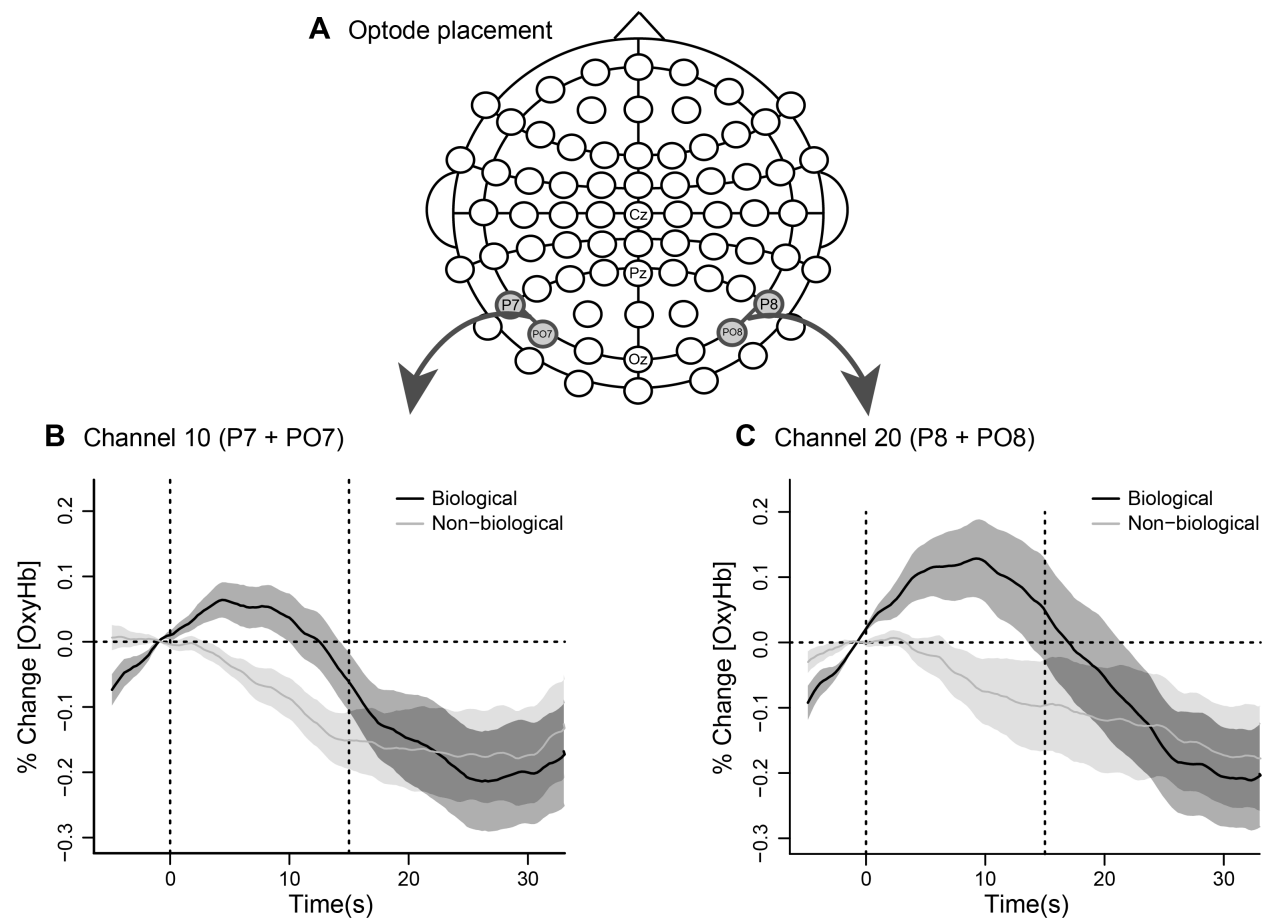 A Optode placement
Cz
Pz
P7
P8
PO7
PO8
Oz
B Channel 10 (P7 + PO7)
% Change [OxyHb]
0.2
0.1
0.0
−0.1
−0.2
−0.3
Biological
Non−biological
0 10 20 30
Time(s)
C Channel 20 (P8 + PO8)
% Change [OxyHb]
0.2
0.1
0.0
−0.1
−0.2
−0.3
Biological
Non−biological
0 10 20 30
Time(s)